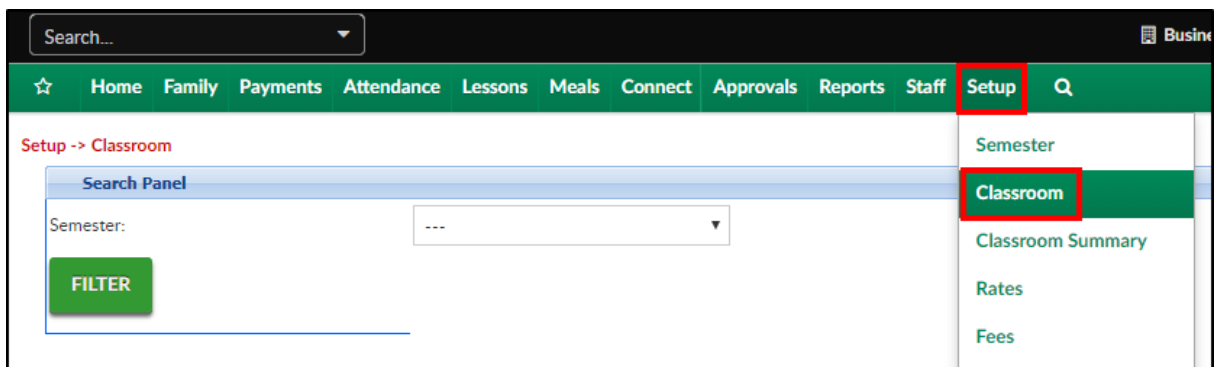 Search...
Busine
Home Family Payments Attendance Lessons Meals Connect Approvals Reports Staff Setup
Setup -> Classroom
Search Panel
Semester:
---
FILTER
Semester
Classroom
Classroom Summary
Rates
Fees